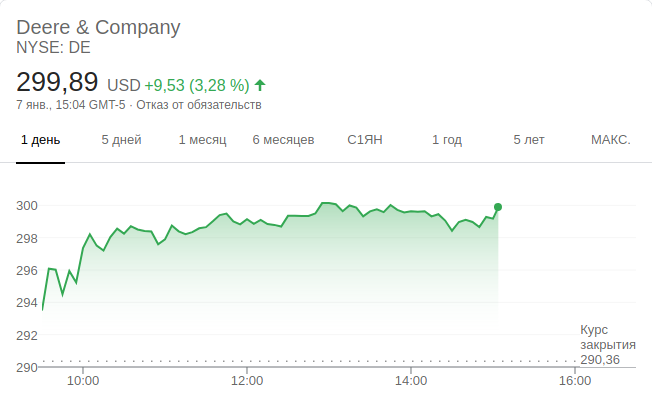 Deere & Company
NYSE: DE
299,89 USD +9,53 (3,28 %)
7 янв., 15:04 GMT-5 · Отказ от обязательств
1 день 5 дней 1 месяц 6 месяцев С1ЯН 1 год 5 лет МАКС.
300
298
296
294
292
290
Курс
закрытия
290,36
10:00 12:00 14:00 16:00